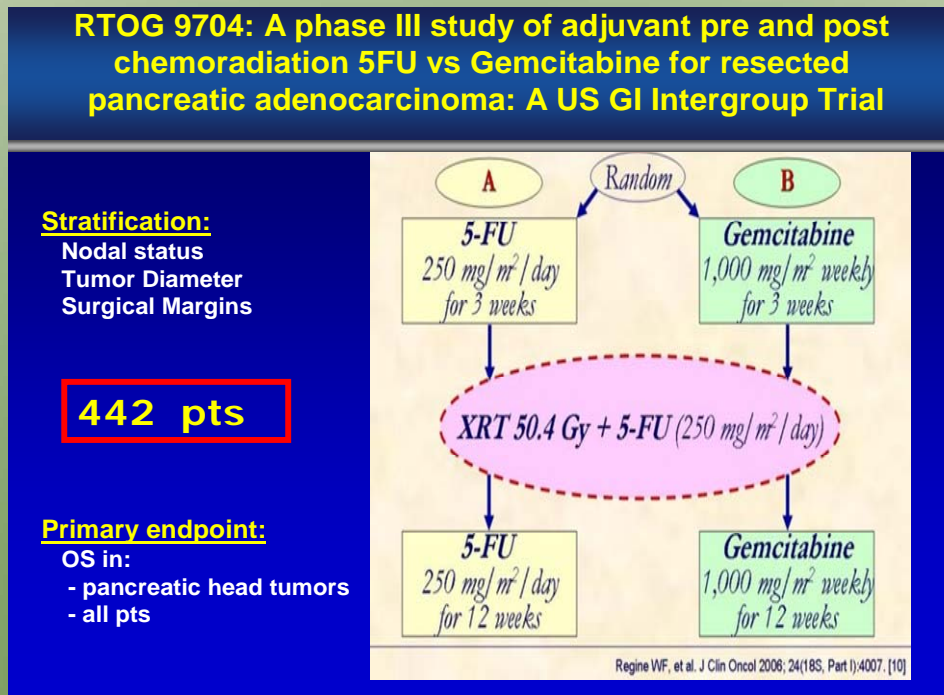 RTOG 9704: A phase III study of adjuvant pre and post
chemoradiation 5FU vs Gemcitabine for resected
pancreatic adenocarcinoma: A US GI Intergroup Trial
Stratification:
Nodal status
Tumor Diameter
Surgical Margins
442 pts
Primary endpoint:
OS in:
- pancreatic head tumors
- all pts
A
Random
B
5-FU
250 mg/m²/day
for 3 weeks
Gemcitabine
1,000 mg/m² weekly
for 3 weeks
XRT 50.4 Gy + 5-FU (250 mg/m²/day)
5-FU
250 mg/m²/day
for 12 weeks
Gemcitabine
1,000 mg/m² weekly
for 12 weeks
Regine WF, et al. J Clin Oncol 2006; 24(18S, Part I):4007. [10]